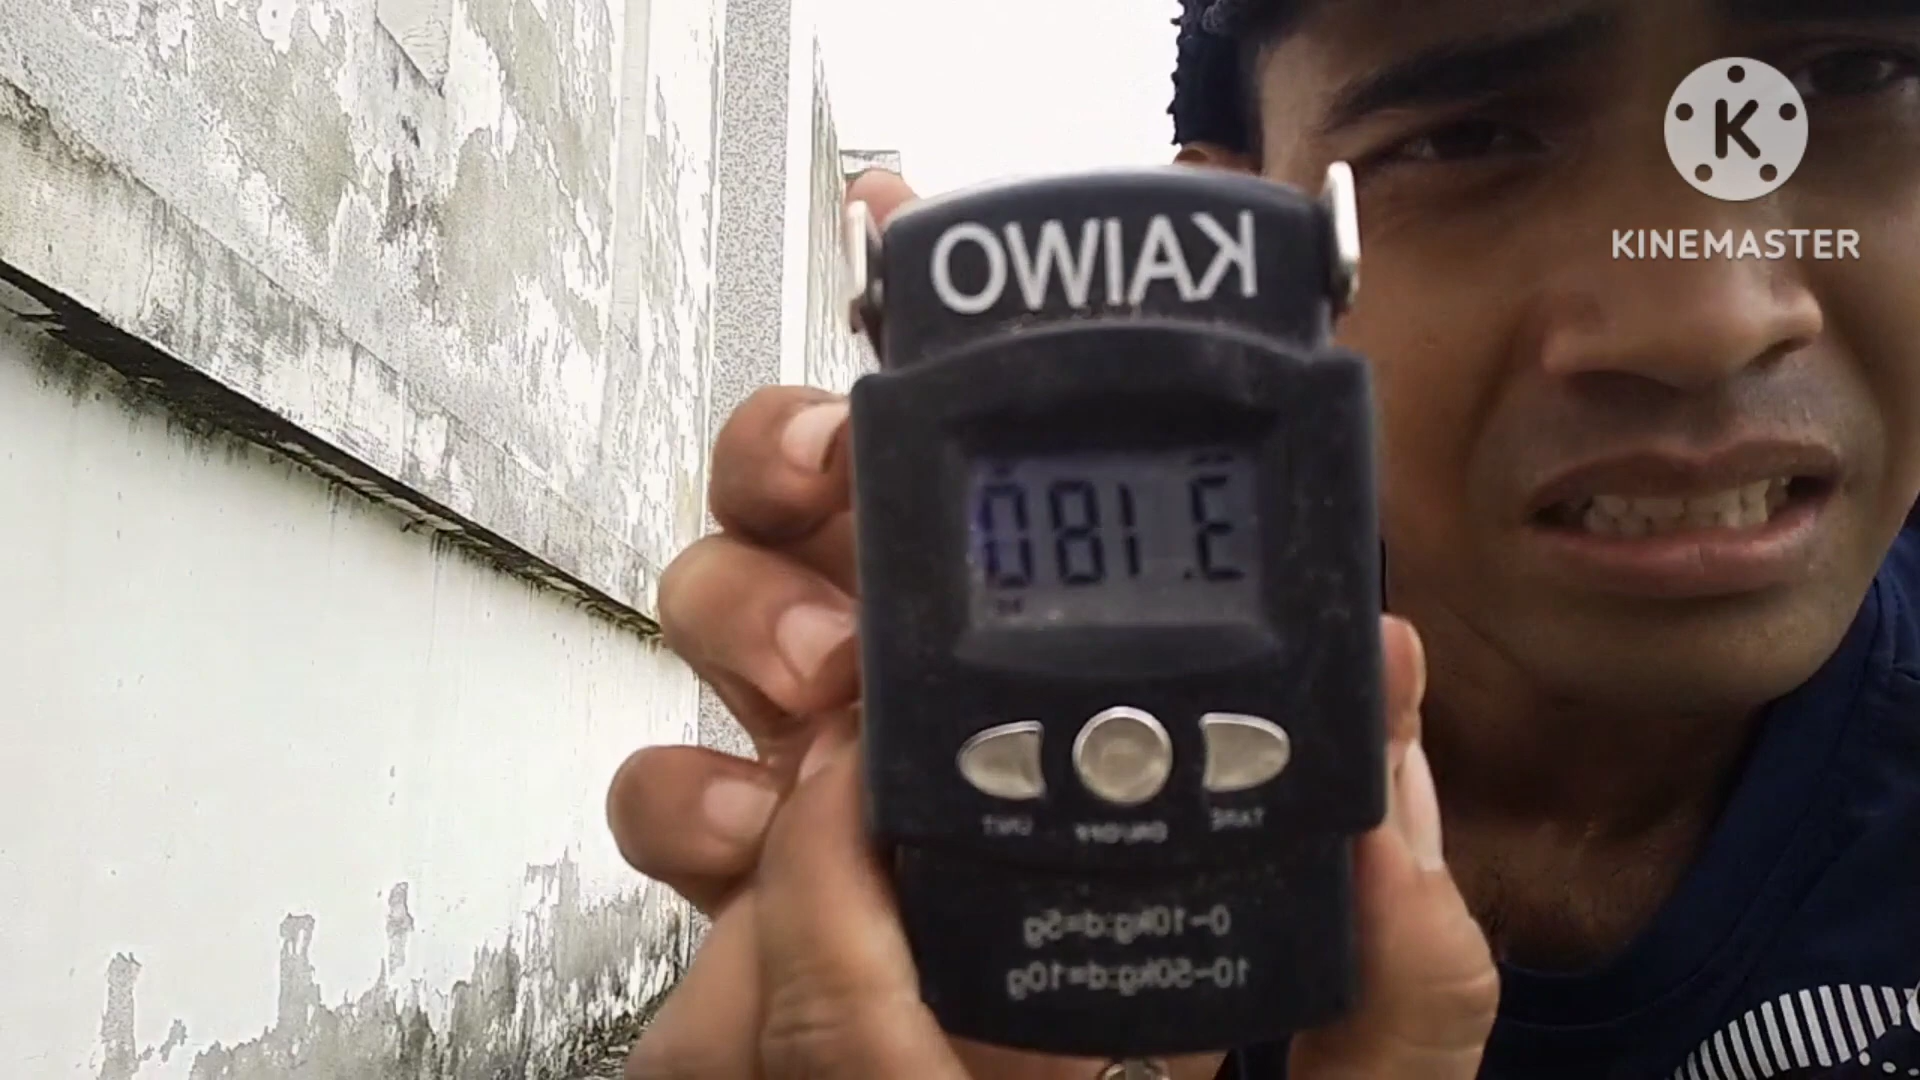 KINEMASTER
KAIWO
3.180
UNIT ON/OFF TARE
0~10kg:d=5g
10~50kg:d=10g